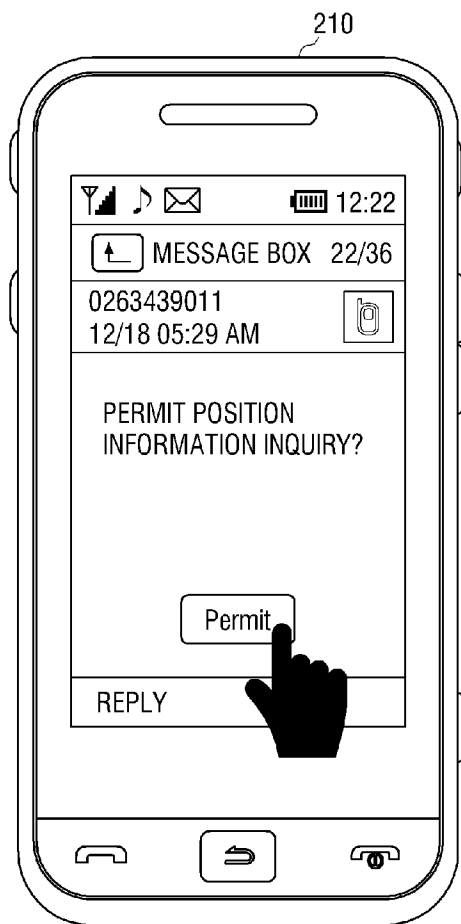 210
12:22
MESSAGE BOX 22/36
0263439011
12/18 05:29 AM
PERMIT POSITION
INFORMATION INQUIRY?
Permit
REPLY